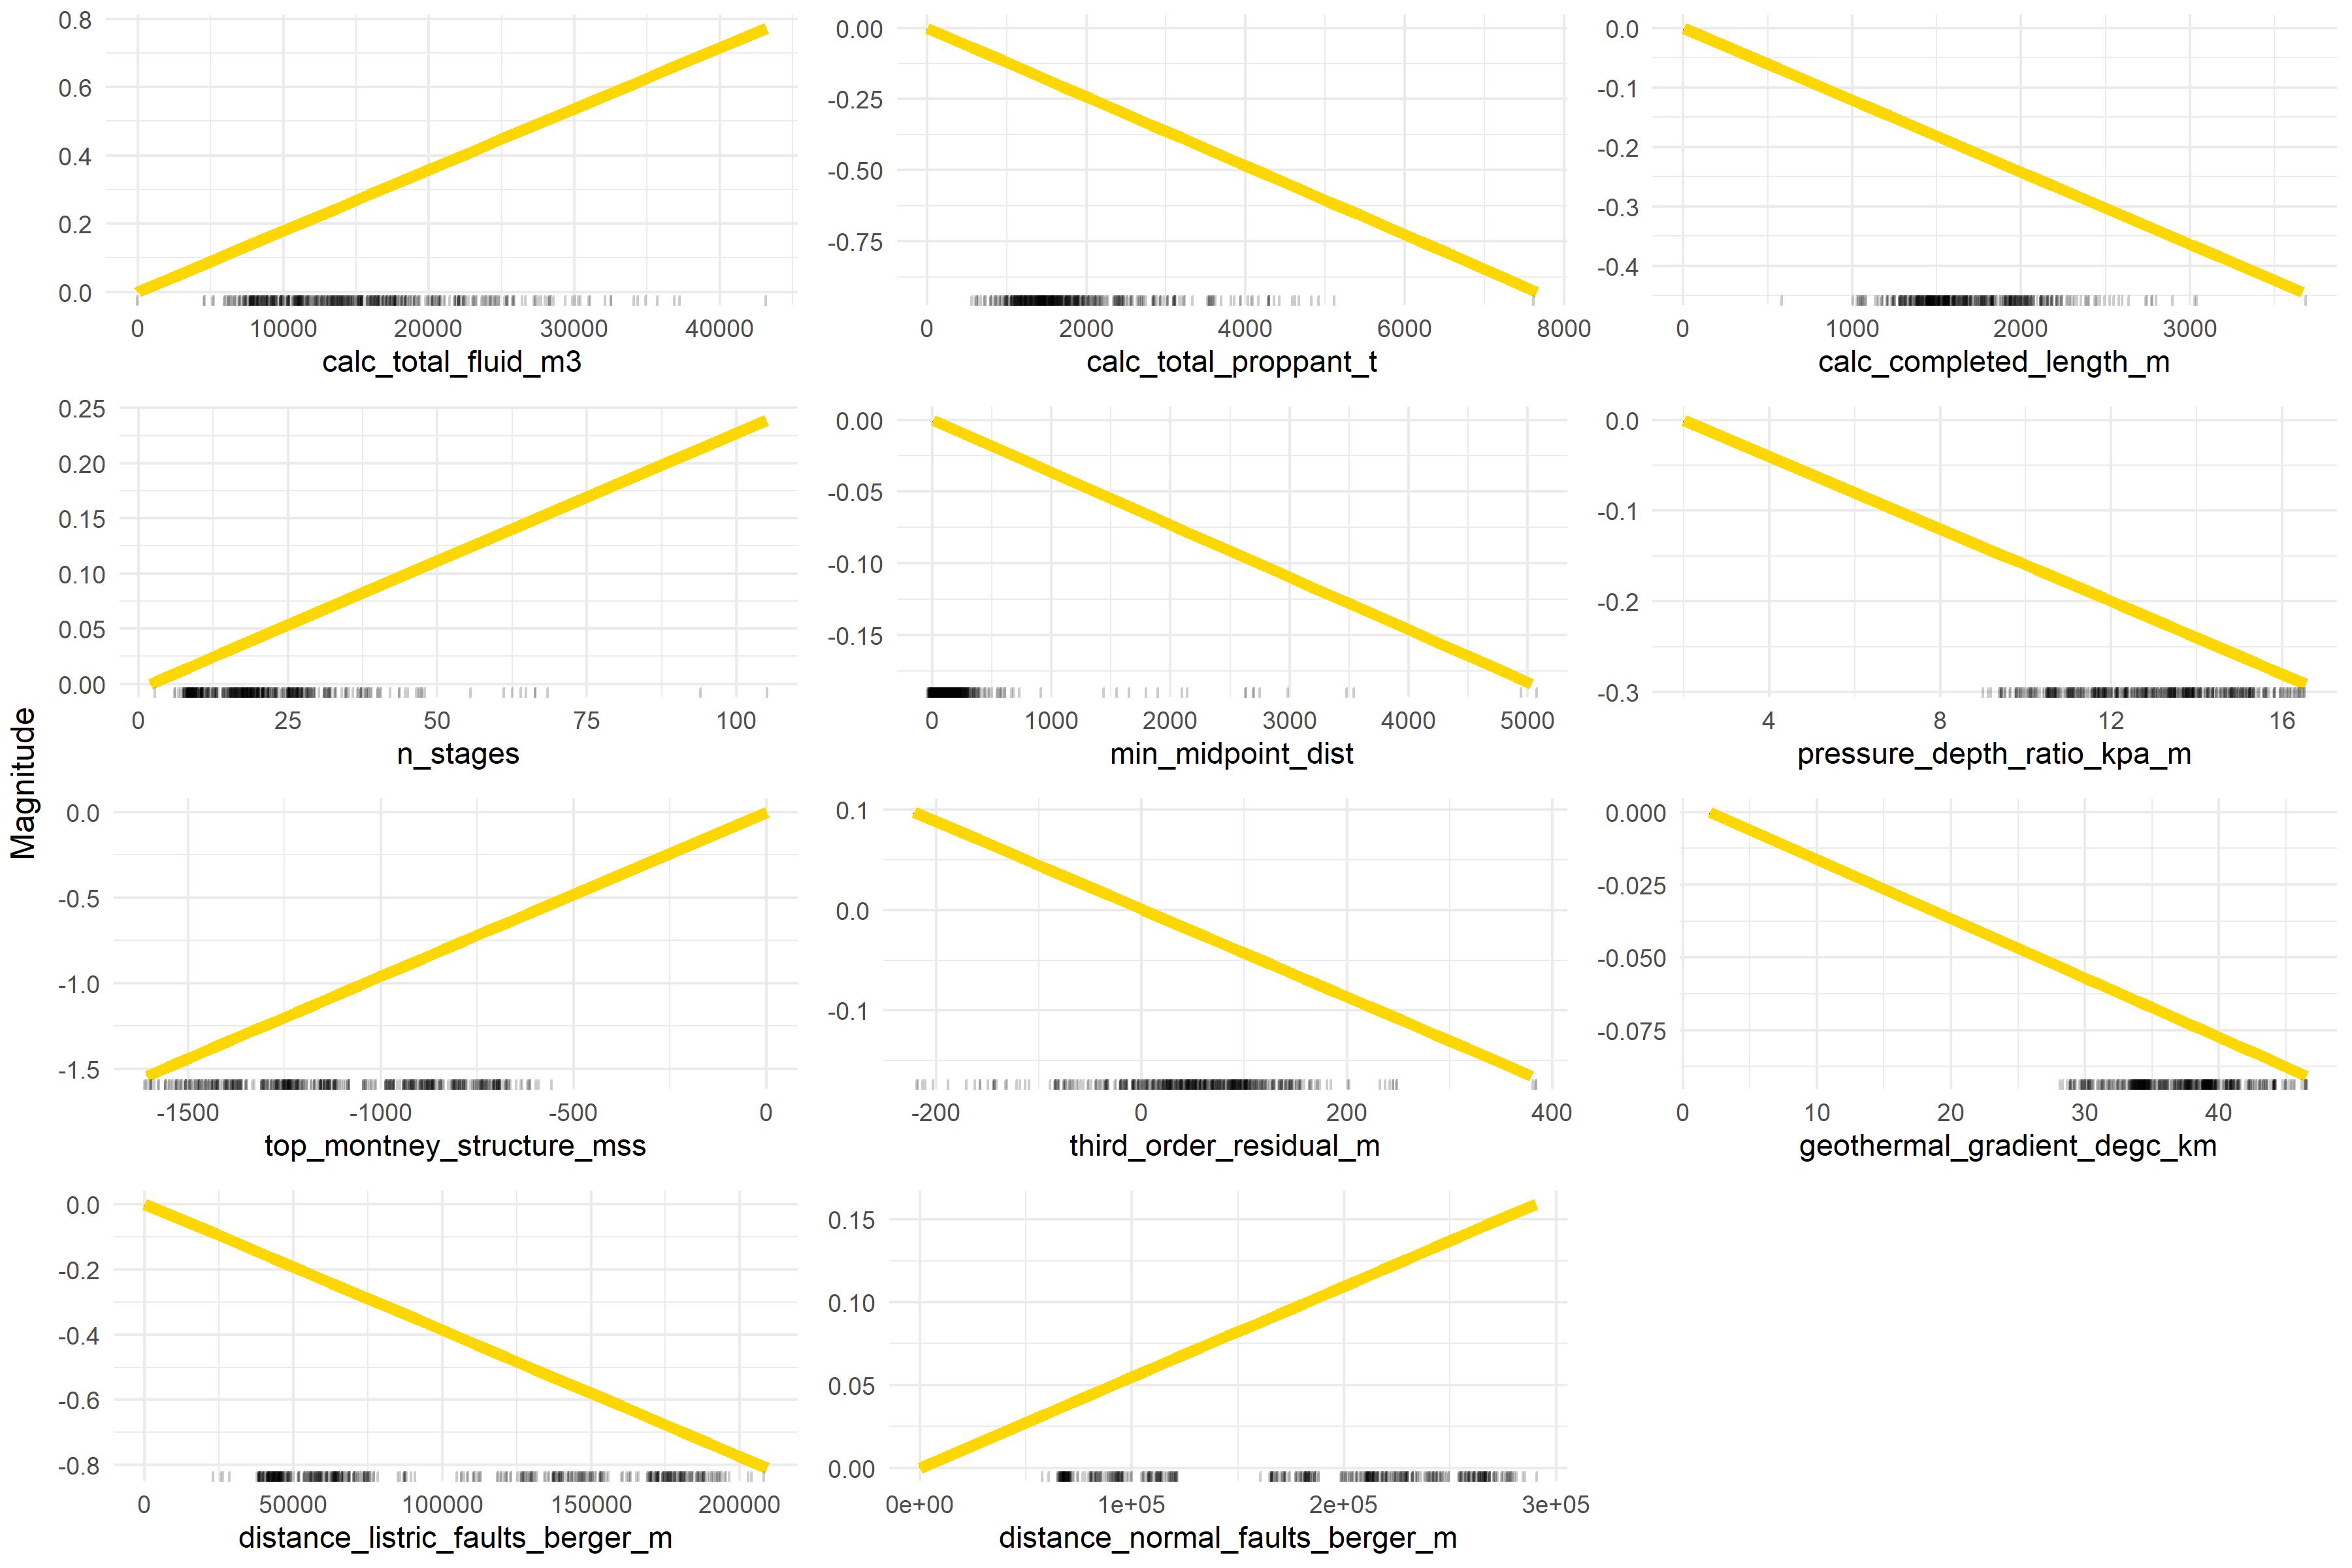 Magnitude
0.8
0.6
0.4
0.2
0.0
0 10000 20000 30000 40000
calc_total_fluid_m3
0.00
-0.25
-0.50
-0.75
0 2000 4000 6000 8000
calc_total_proppant_t
0.0
-0.1
-0.2
-0.3
-0.4
0 1000 2000 3000
calc_completed_length_m
0.25
0.20
0.15
0.10
0.05
0.00
0 25 50 75 100
n_stages
0.00
-0.05
-0.10
-0.15
0 1000 2000 3000 4000 5000
min_midpoint_dist
0.0
-0.1
-0.2
-0.3
4 8 12 16
pressure_depth_ratio_kpa_m
0.0
-0.5
-1.0
-1.5
-1500 -1000 -500 0
top_montney_structure_mss
0.1
0.0
-0.1
-200 0 200 400
third_order_residual_m
0.000
-0.025
-0.050
-0.075
0 10 20 30 40
geothermal_gradient_degc_km
0.0
-0.2
-0.4
-0.6
-0.8
0 50000 100000 150000 200000
distance_listric_faults_berger_m
0.15
0.10
0.05
0.00
0e+00 1e+05 2e+05 3e+05
distance_normal_faults_berger_m